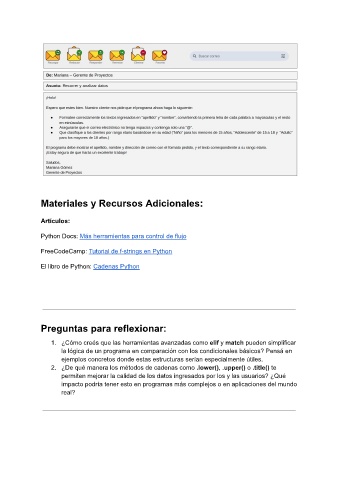 Buscar correo
De: Mariana – Gerente de Proyectos
Asunto: Recorrer y analizar datos
¡Hola!
Espero que estés bien. Nuestro cliente nos pide que el programa ahora haga lo siguiente:
● Formatee correctamente los textos ingresados en "apellido" y "nombre", convirtiendo la primera letra de cada palabra a mayúsculas y el resto
en minúsculas.
● Asegurarse que el correo electrónico no tenga espacios y contenga solo una "@".
● Que clasifique a los clientes por rango etario basándose en su edad ("Niño" para los menores de 15 años, "Adolescente" de 15 a 18 y "Adulto"
para los mayores de 18 años.)
El programa debe mostrar el apellido, nombre y dirección de correo con el formato pedido, y el texto correspondiente a su rango etario.
¡Estoy segura de que harás un excelente trabajo!
Saludos,
Mariana Gómez
Gerente de Proyectos
Materiales y Recursos Adicionales:
Artículos:
Python Docs: Más herramientas para control de flujo
FreeCodeCamp: Tutorial de f-strings en Python
El libro de Python: Cadenas Python
Preguntas para reflexionar:
1. ¿Cómo creés que las herramientas avanzadas como elif y match pueden simplificar
la lógica de un programa en comparación con los condicionales básicos? Pensá en
ejemplos concretos donde estas estructuras serían especialmente útiles.
2. ¿De qué manera los métodos de cadenas como .lower(), .upper() o .title() te
permiten mejorar la calidad de los datos ingresados por los y las usuarios? ¿Qué
impacto podría tener esto en programas más complejos o en aplicaciones del mundo
real?